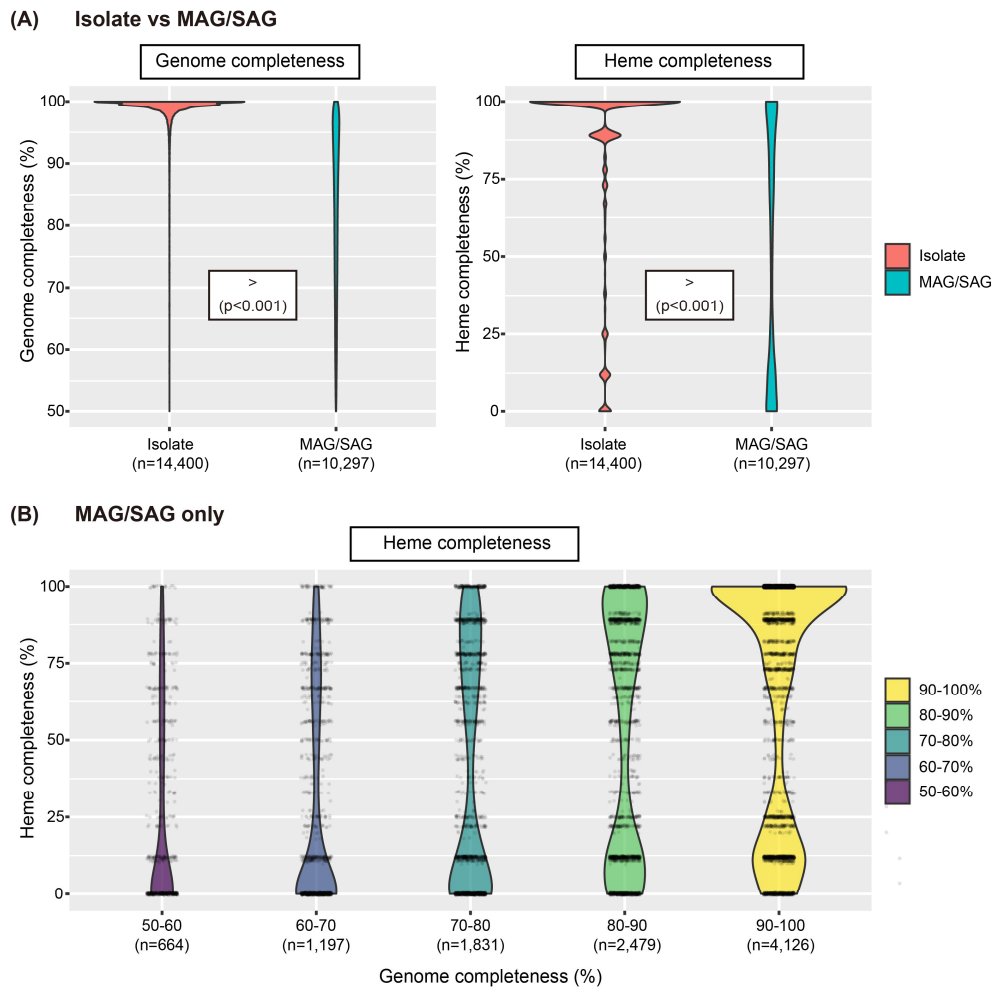 (A) Isolate vs MAG/SAG
Genome completeness
Heme completeness
Genome completeness (%)
100
90
80
70
60
50
>
(p<0.001)
Isolate
(n=14,400)
MAG/SAG
(n=10,297)
Heme completeness (%)
100
75
50
25
0
>
(p<0.001)
Isolate
(n=14,400)
MAG/SAG
(n=10,297)
Isolate
MAG/SAG
(B) MAG/SAG only
Heme completeness
Heme completeness (%)
100
75
50
25
0
50-60
(n=664)
60-70
(n=1,197)
70-80
(n=1,831)
80-90
(n=2,479)
90-100
(n=4,126)
Genome completeness (%)
90-100%
80-90%
70-80%
60-70%
50-60%